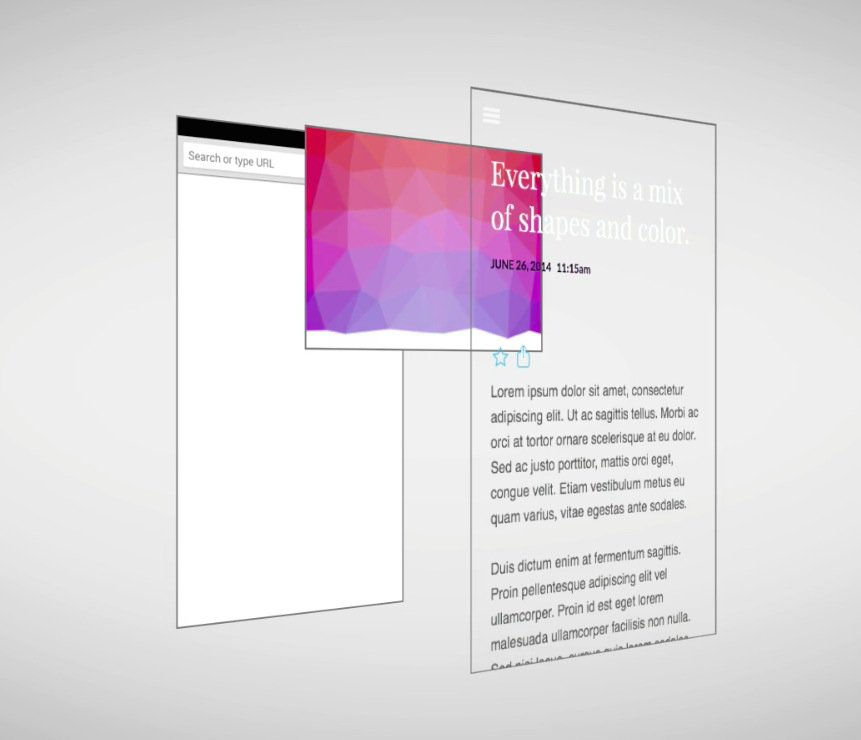 Search or type URL
Everything is a mix
of shapes and color.
JUNE 26, 2014 11:15am
Lorem ipsum dolor sit amet, consectetur
adipiscing elit. Ut ac sagittis tellus. Morbi ac
orci at tortor ornare scelerisque at eu dolor.
Sed ac justo porttitor, mattis orci eget,
congue velit. Etiam vestibulum metus eu
quam varius, vitae egestas ante sodales.
Duis dictum enim at fermentum sagittis.
Proin pellentesque adipiscing elit vel
ullamcorper. Proin id est eget lorem
malesuada ullamcorper facilisis non nulla.